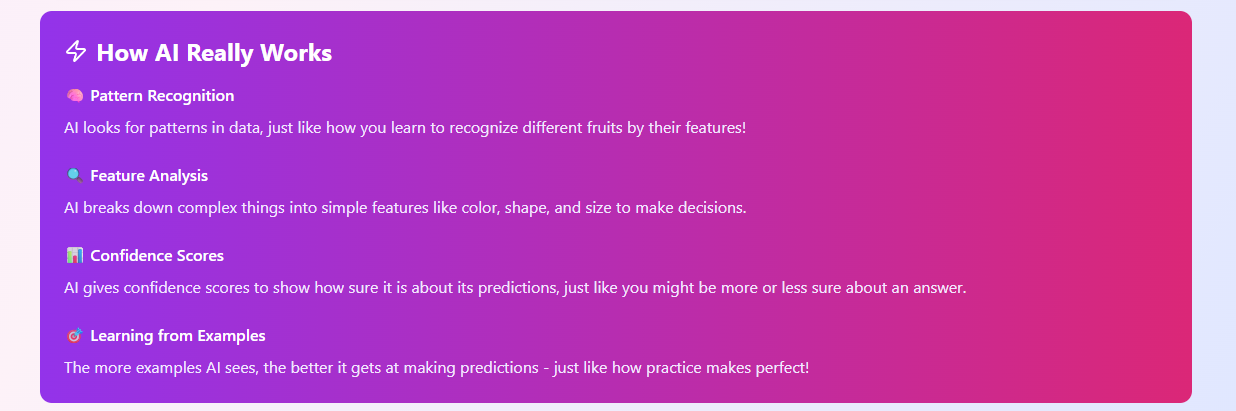 How AI Really Works
Pattern Recognition
AI looks for patterns in data, just like how you learn to recognize different fruits by their features!
Feature Analysis
AI breaks down complex things into simple features like color, shape, and size to make decisions.
Confidence Scores
AI gives confidence scores to show how sure it is about its predictions, just like you might be more or less sure about an answer.
Learning from Examples
The more examples AI sees, the better it gets at making predictions - just like how practice makes perfect!